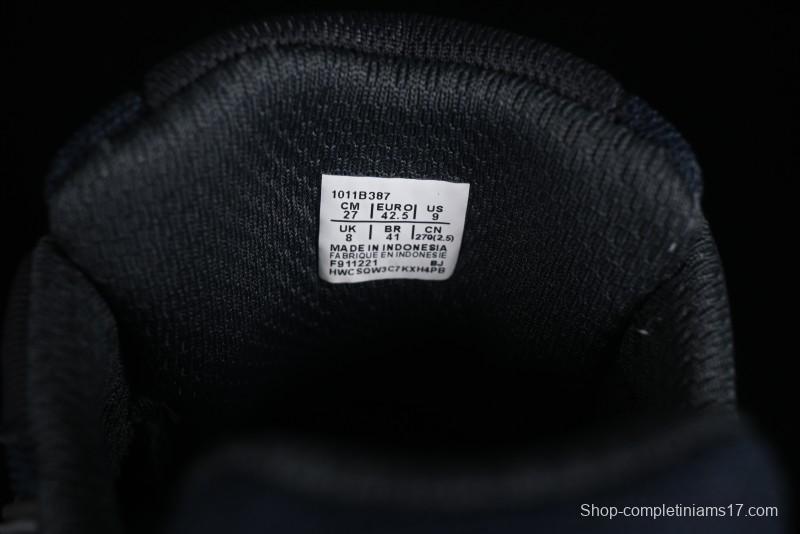 1011B387
CM | EURO | US
27 | 42.5 | 9
UK | BR | CN
8 | 41 | 270(2.5)
MADE IN INDONESIA
FABRIQUE EN INDONESIE
F911221 BJ
HWCSQW3C7KXH4PB
Shop-completiniams17.com